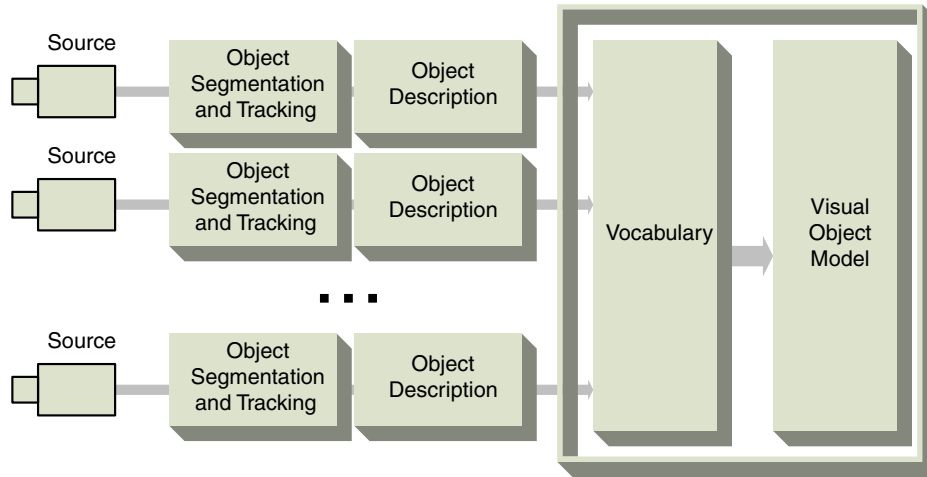 Source
Object
Segmentation
and Tracking
Object
Description
Source
Object
Segmentation
and Tracking
Object
Description
Vocabulary
Visual
Object
Model
Source
Object
Segmentation
and Tracking
Object
Description